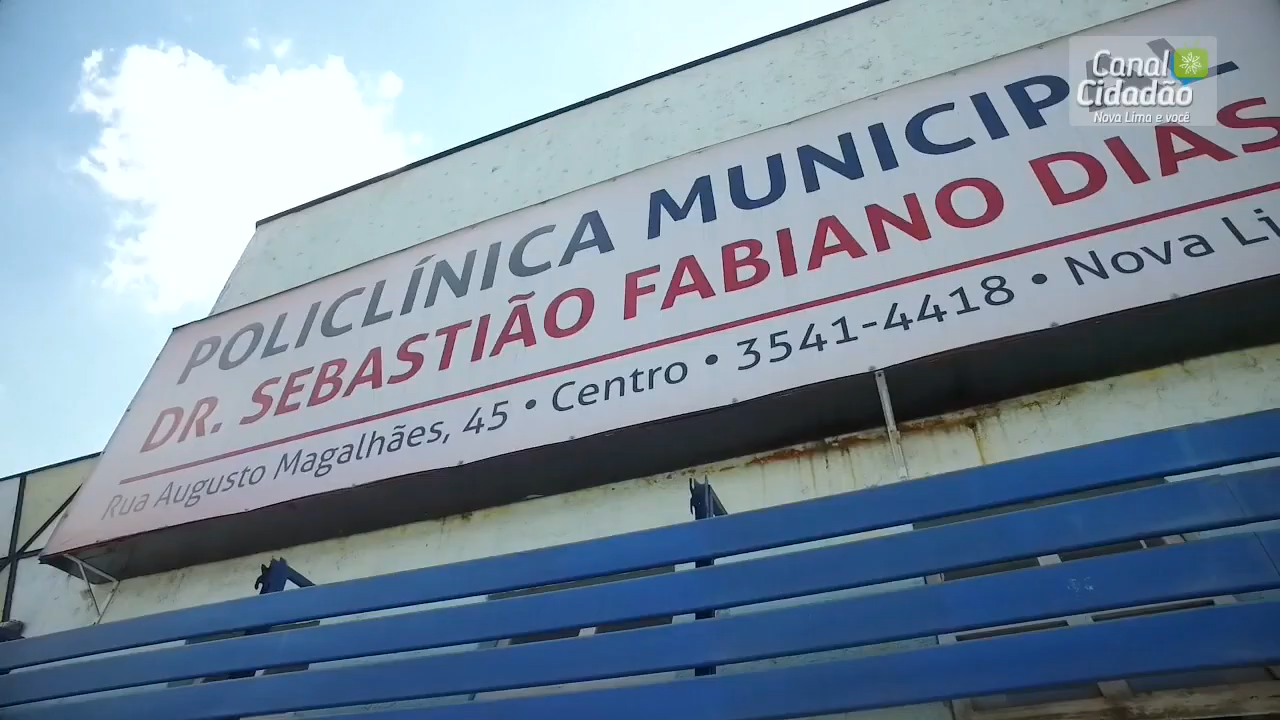 Canal
Cidadão
Nova Lima e você
POLICLÍNICA MUNICIPAL
DR. SEBASTIÃO FABIANO DIAS
Rua Augusto Magalhães, 45 • Centro • 3541-4418 • Nova Li